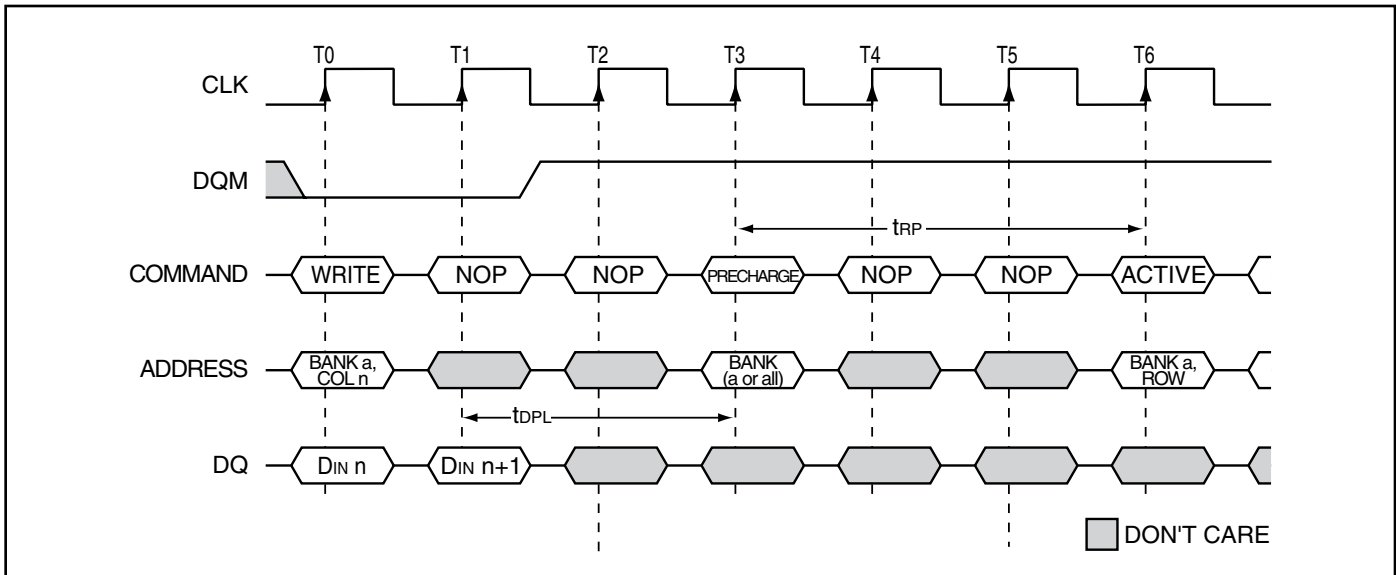 T0 T1 T2 T3 T4 T5 T6
CLK
DQM
tRP
COMMAND WRITE NOP NOP PRECHARGE NOP NOP ACTIVE
ADDRESS BANK a, COL n BANK (a or all) BANK a, ROW
tDPL
DQ DIN n DIN n+1
DON'T CARE